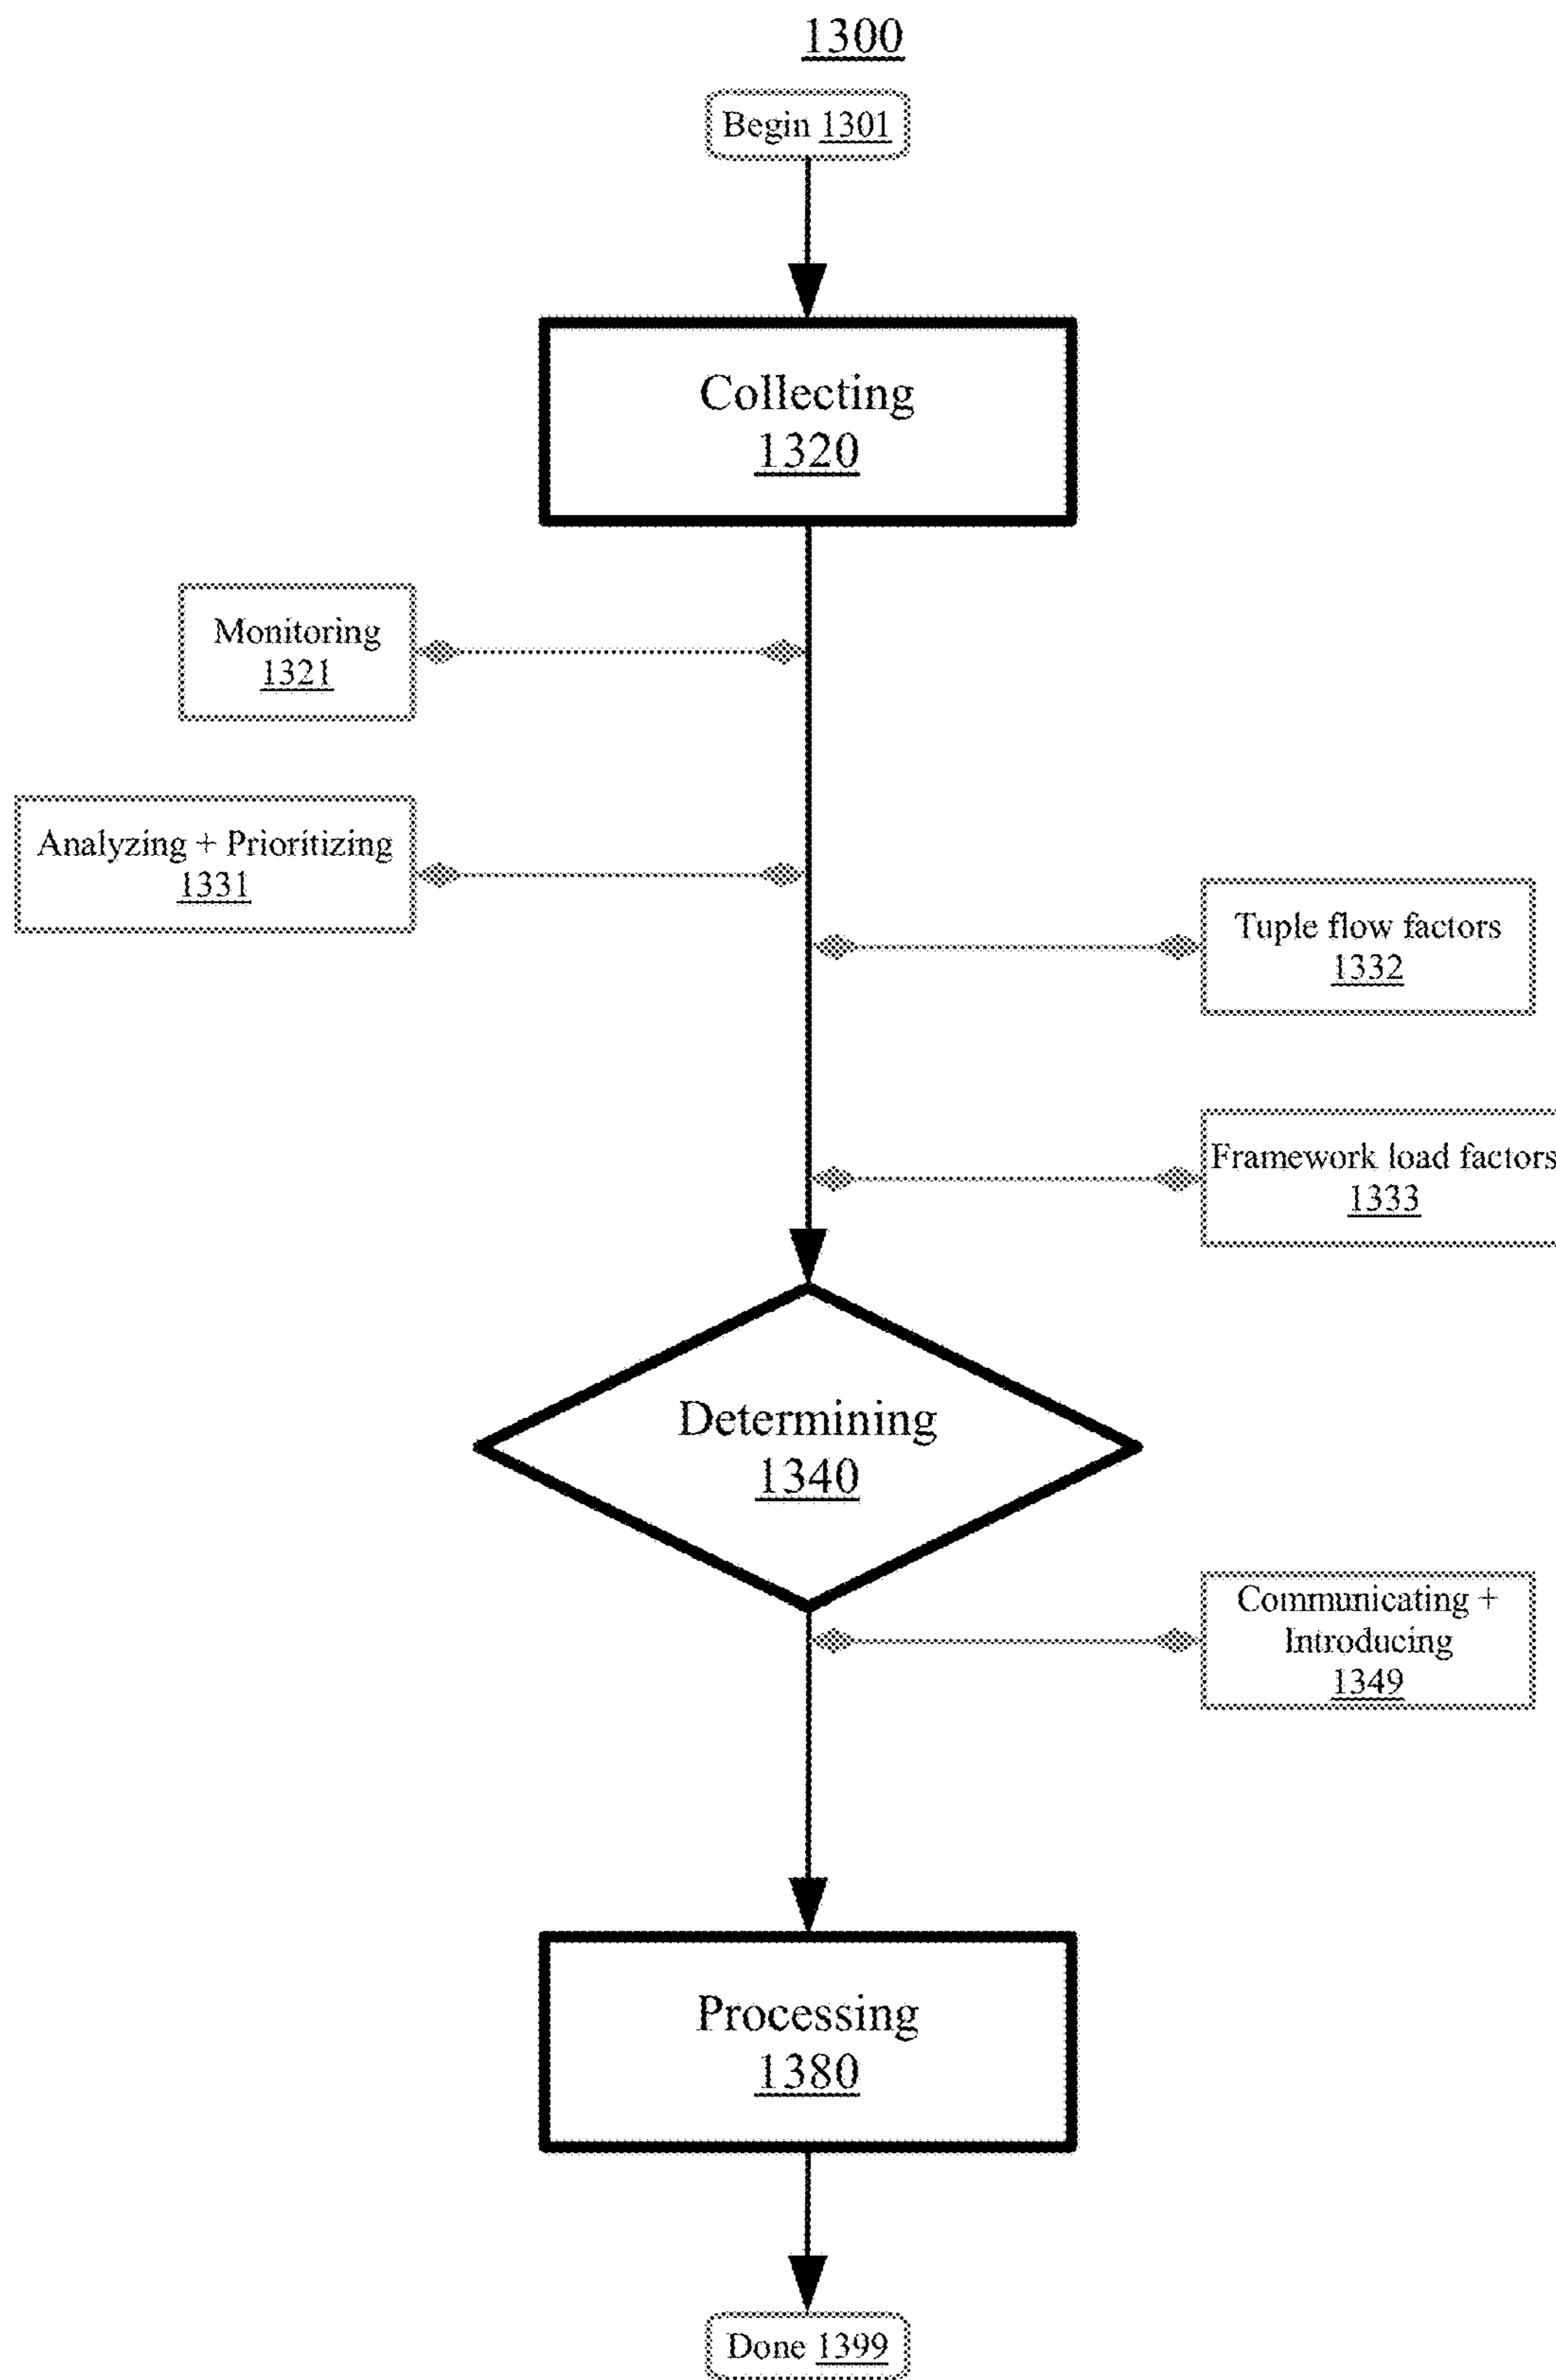 1300
Begin 1301
Collecting
1320
Monitoring
1321
Analyzing + Prioritizing
1331
Tuple flow factors
1332
Framework load factors
1333
Determining
1340
Communicating +
Introducing
1349
Processing
1380
Done 1399